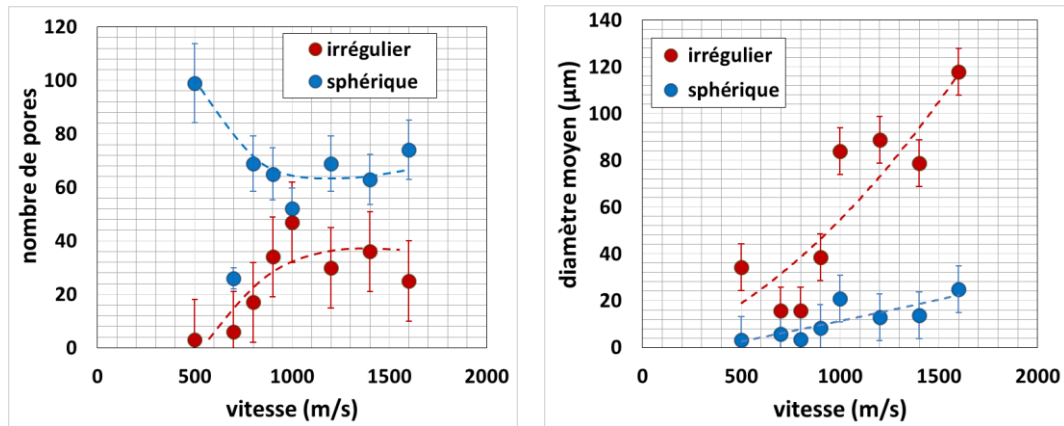 120
100
80
60
40
20
0
nombre de pores
irrégulier
sphérique
0 500 1000 1500 2000
vitesse (m/s)
140
120
100
80
60
40
20
0
diamètre moyen (µm)
irrégulier
sphérique
0 500 1000 1500 2000
vitesse (m/s)